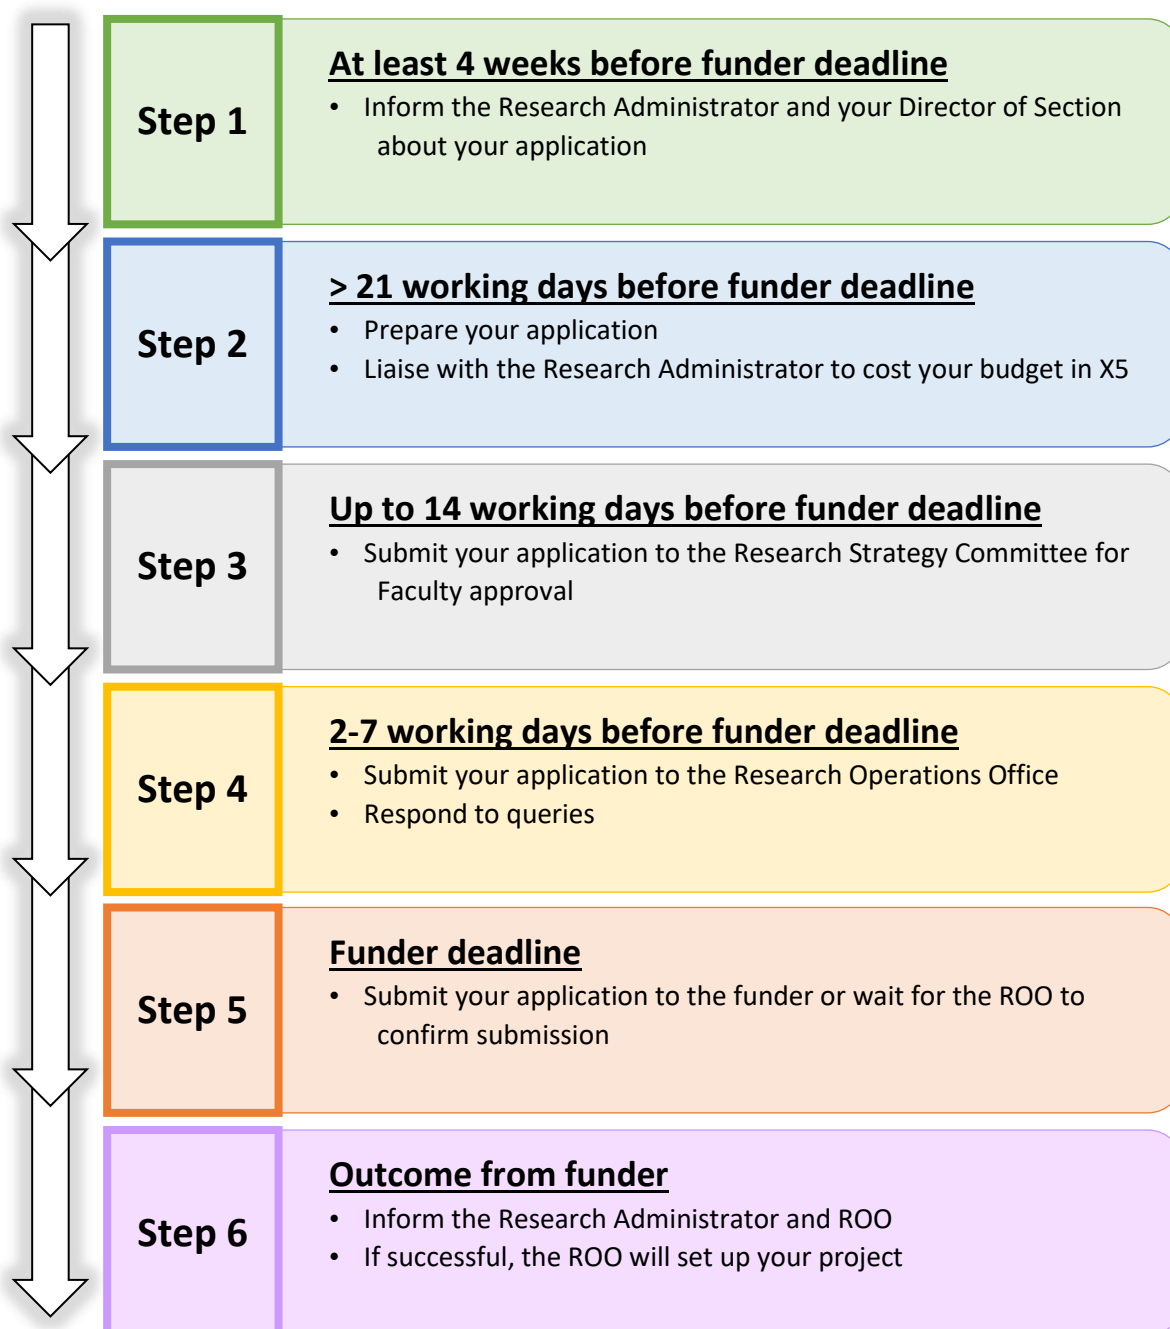 Step 1
At least 4 weeks before funder deadline
• Inform the Research Administrator and your Director of Section
about your application
Step 2
> 21 working days before funder deadline
• Prepare your application
• Liaise with the Research Administrator to cost your budget in X5
Step 3
Up to 14 working days before funder deadline
• Submit your application to the Research Strategy Committee for
Faculty approval
Step 4
2-7 working days before funder deadline
• Submit your application to the Research Operations Office
• Respond to queries
Step 5
Funder deadline
• Submit your application to the funder or wait for the ROO to
confirm submission
Step 6
Outcome from funder
• Inform the Research Administrator and ROO
• If successful, the ROO will set up your project